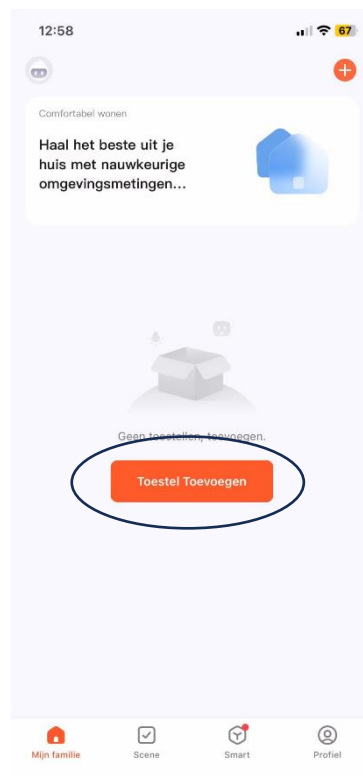 12:58
67
Comfortabel wonen
Haal het beste uit je
huis met nauwkeurige
omgevingsmetingen...
Geen toestellen, toevoegen.
Toestel Toevoegen
Mijn familie
Scene
Smart
Profiel